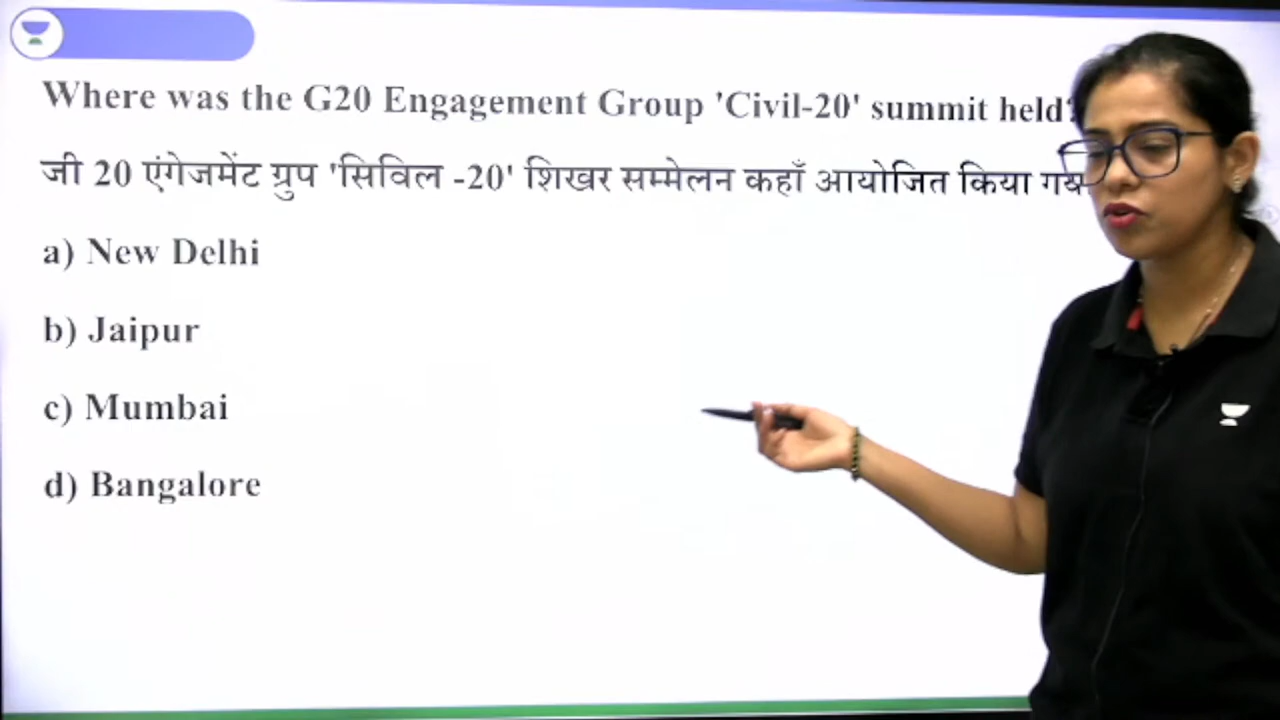 Where was the G20 Engagement Group 'Civil-20' summit held?
जी 20 एंगेजमेंट ग्रुप 'सिविल -20' शिखर सम्मेलन कहाँ आयोजित किया
a) New Delhi
b) Jaipur
c) Mumbai
d) Bangalore